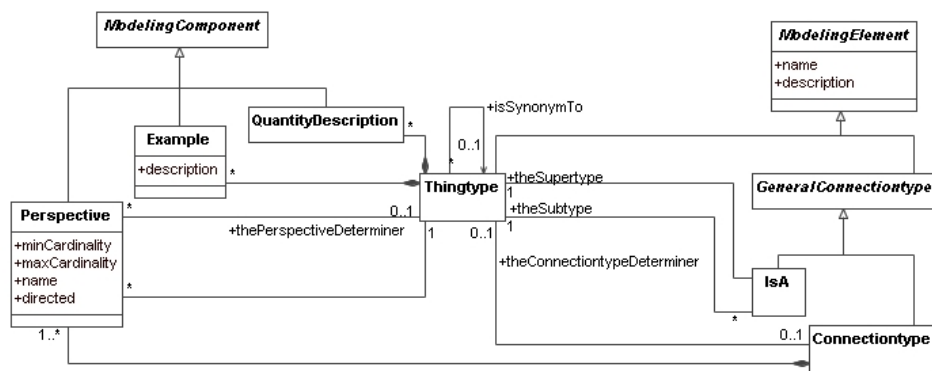 ModelingComponent
ModelingElement
+name
+description
+isSynonymTo
QuantityDescription
*
Example
+description
*
0..1
*
Thingtype
+theSupertype
1
GeneralConnectiontype
Perspective
+minCardinality
+maxCardinality
+name
+directed
*
0..1
+thePerspectiveDeterminer
1
0..1
+theSubtype
1
+theConnectiontypeDeterminer
IsA
*
*
1..*
0..1
Connectiontype